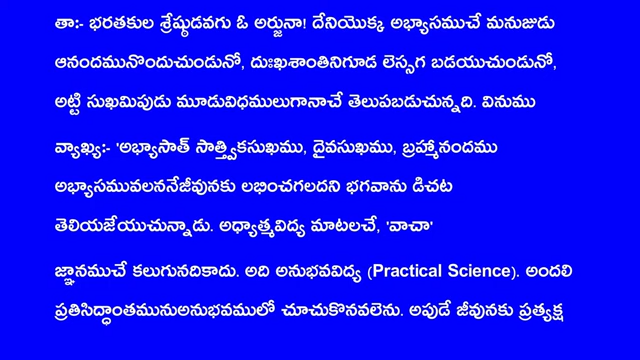 తా:- భరతకుల శ్రేష్ఠుడవగు ఓ అర్జునా! దేనియొక్క అభ్యాసముచే మనుజుడు
ఆనందమునొందుచుండునో, దుఃఖశాంతినిగూడ లెస్సగ బడయుచుండునో,
అట్టి సుఖమిపుడు మూడువిధములుగానాచే తెలుపబడుచున్నది. వినుము
వ్యాఖ్య:- 'అభ్యాసాత్ సాత్త్వికసుఖము, దైవసుఖము, బ్రహ్మానందము
అభ్యాసమువలననేజీవునకు లభించగలదని భగవాను డిచట
తెలియజేయుచున్నాడు. అధ్యాత్మవిద్య మాటలచే, 'వాచా'
జ్ఞానముచే కలుగునదికాదు. అది అనుభవవిద్య (Practical Science). అందలి
ప్రతిసిద్ధాంతమునుఅనుభవములో చూచుకొనవలెను. అపుడే జీవునకు ప్రత్యక్ష